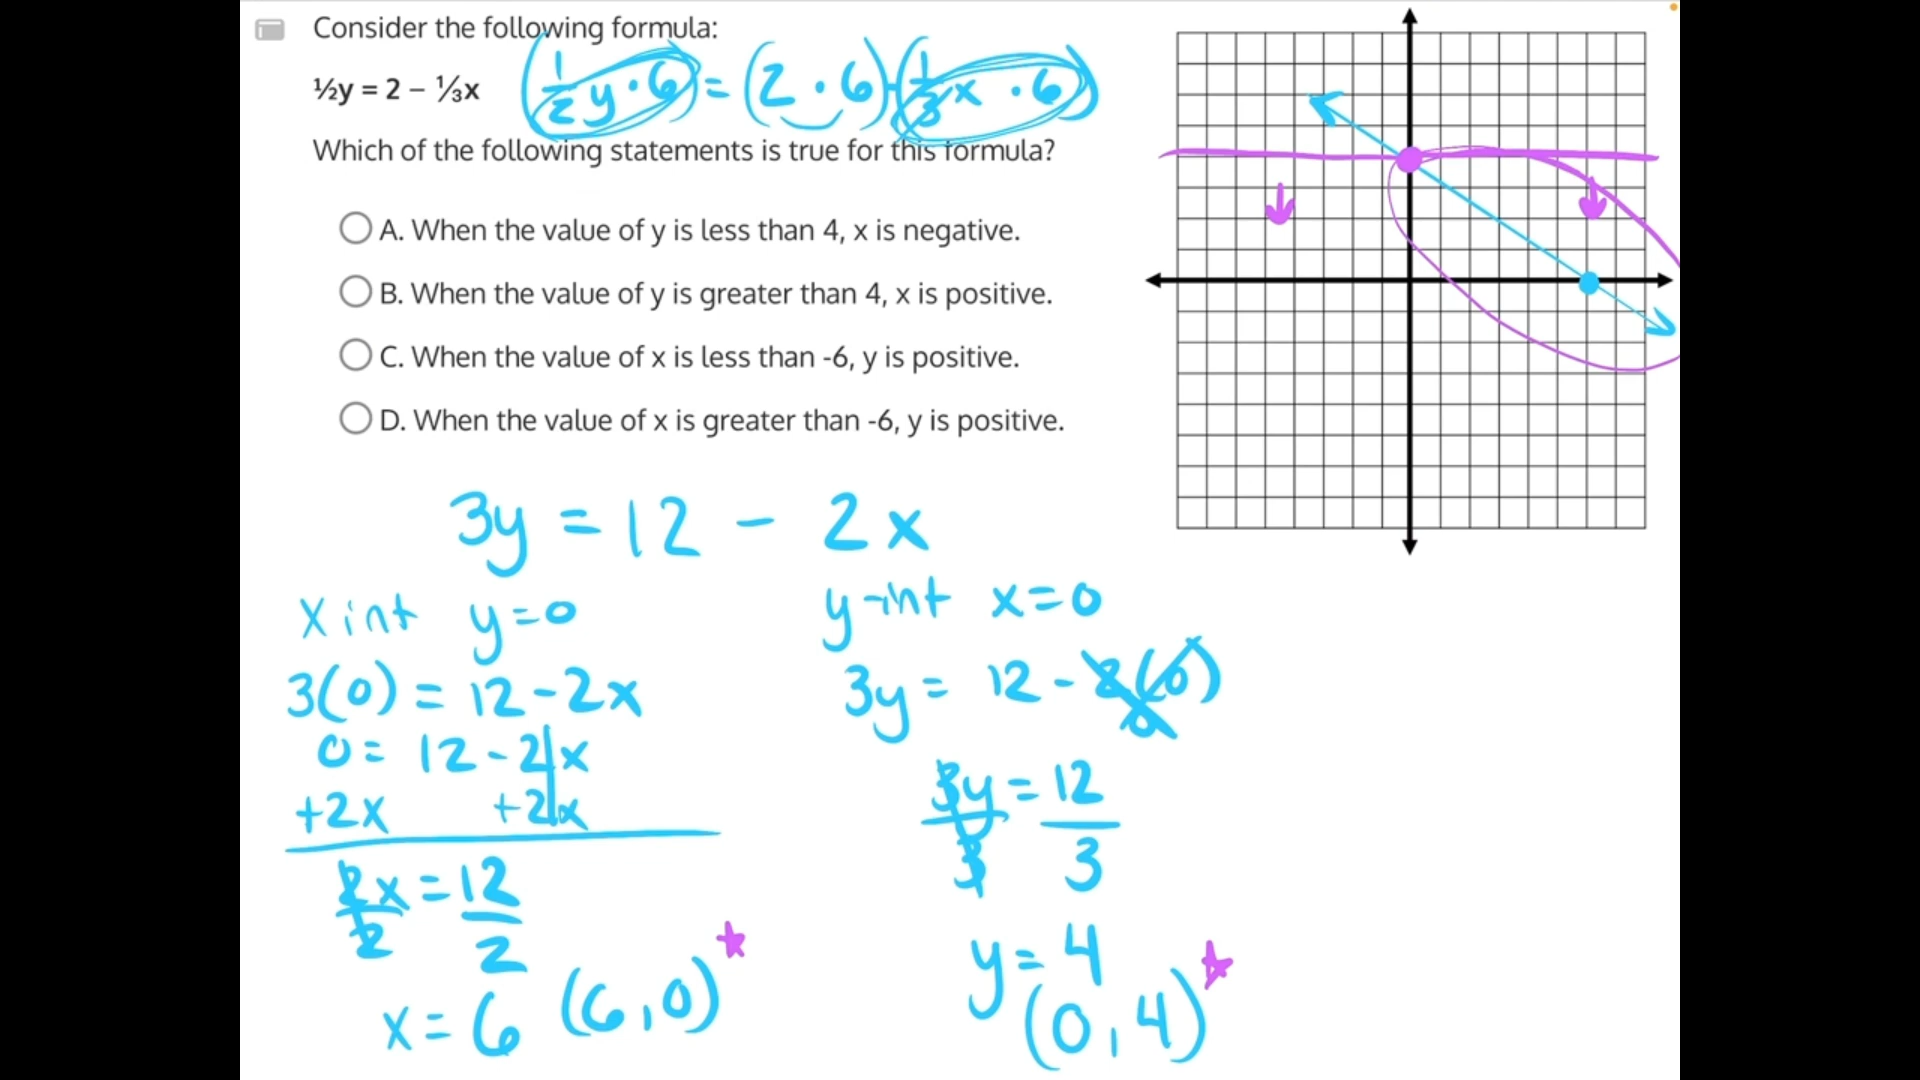 Consider the following formula:
½y = 2 – ⅓x
(1/2 y · 6) = (2 · 6) - (1/3 x · 6)
Which of the following statements is true for this formula?
A. When the value of y is less than 4, x is negative.
B. When the value of y is greater than 4, x is positive.
C. When the value of x is less than -6, y is positive.
D. When the value of x is greater than -6, y is positive.
3y = 12 - 2x
x int y=0
3(0) = 12-2x
0 = 12-2x
+2x +2x
2x = 12
2 2
x = 6 (6,0)
y-int x=0
3y = 12 - 2(0)
0
3y = 12
3 3
y = 4
(0,4)